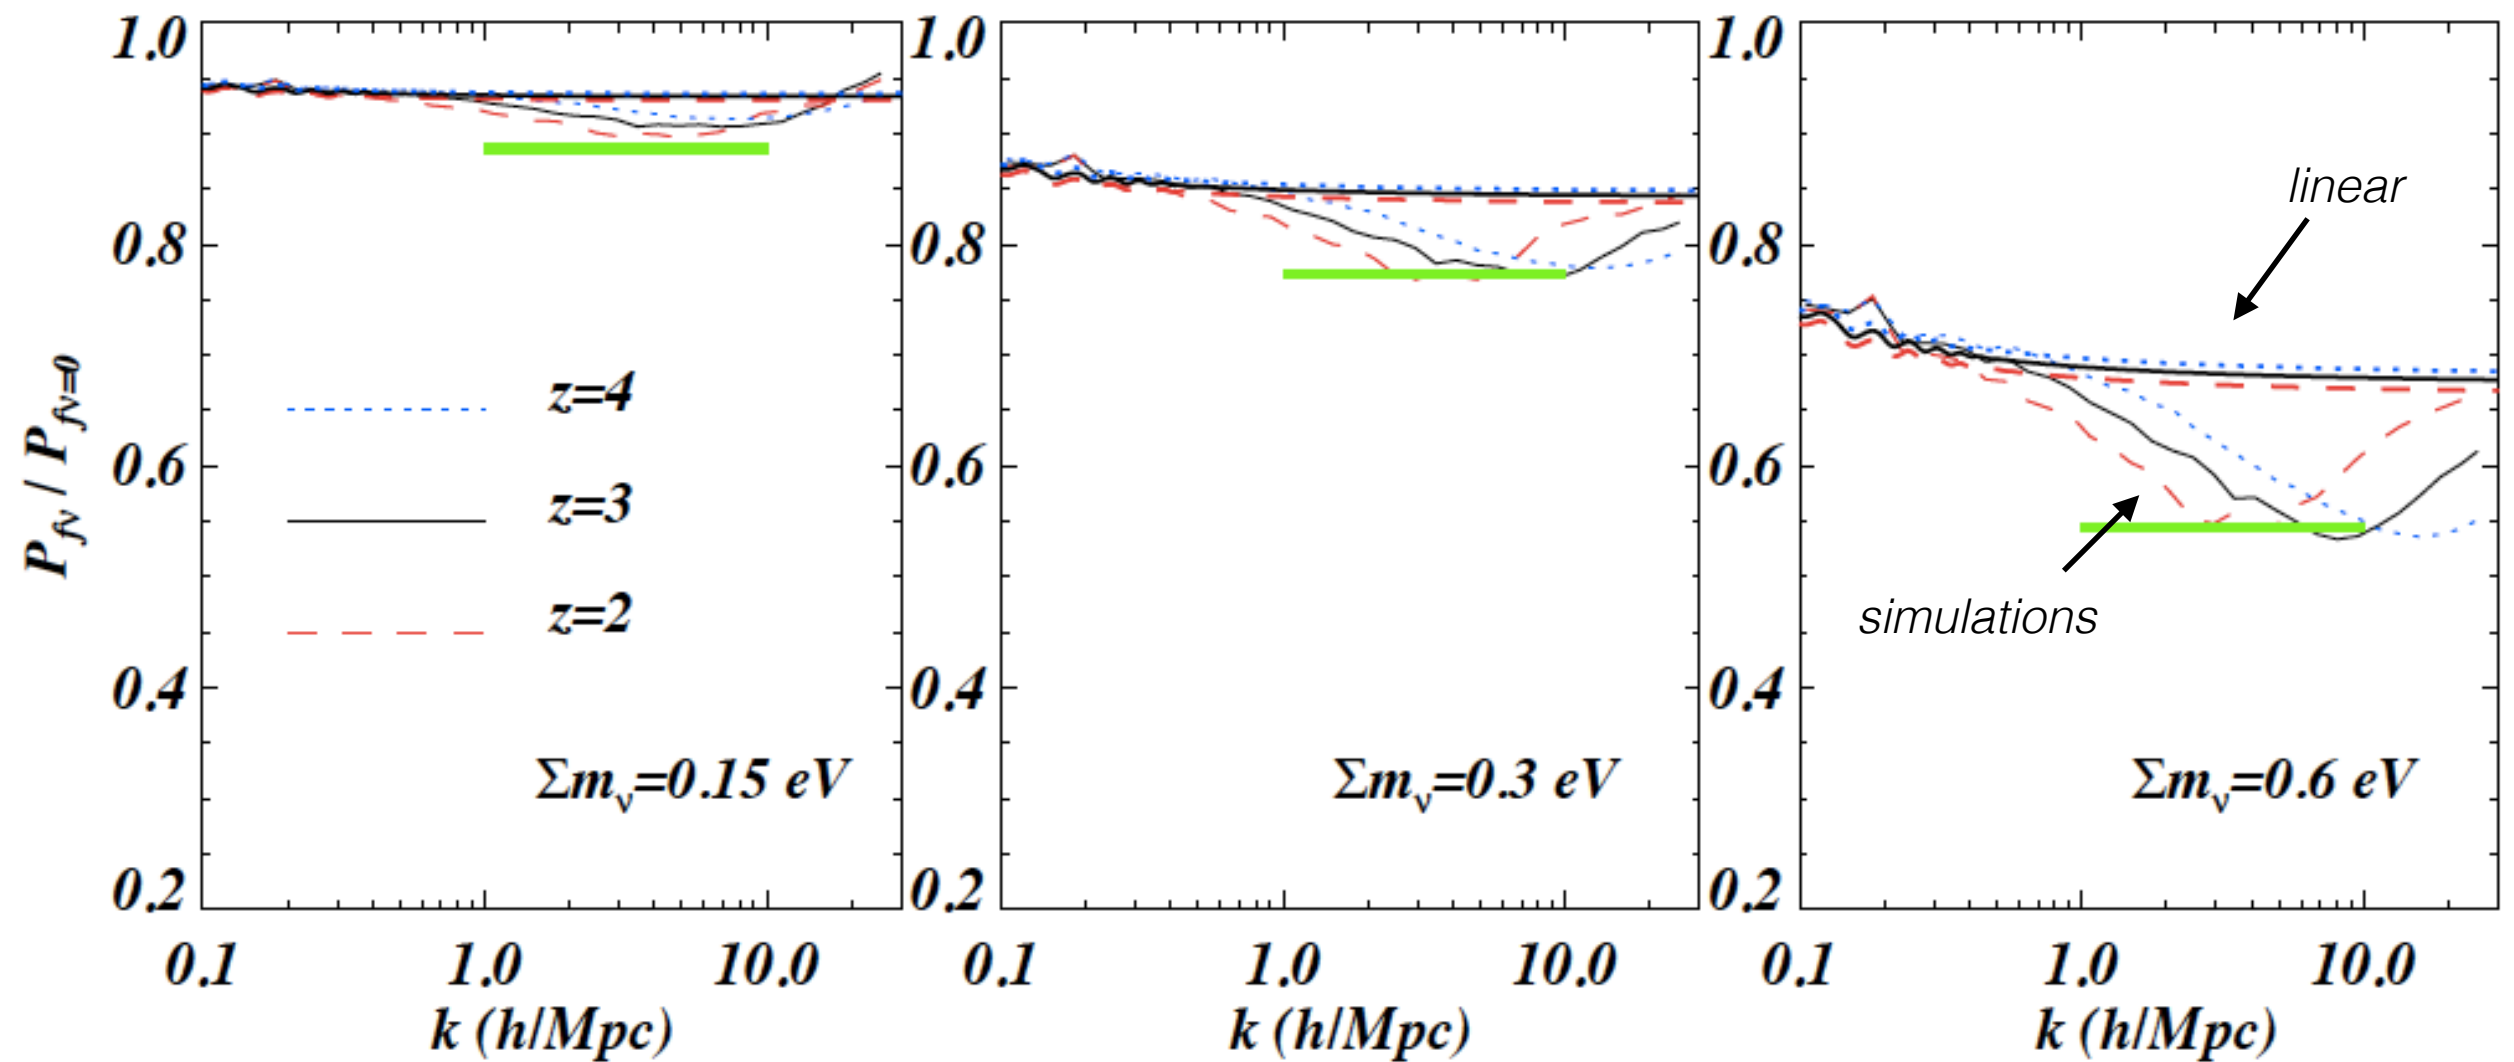 P_fν / P_fν=0
1.0
0.8
0.6
0.4
0.2
z=4
z=3
z=2
Σm_ν=0.15 eV
0.1 1.0 10.0
k (h/Mpc)
1.0
0.8
0.6
0.4
0.2
Σm_ν=0.3 eV
0.1 1.0 10.0
k (h/Mpc)
1.0
0.8
0.6
0.4
0.2
linear
simulations
Σm_ν=0.6 eV
0.1 1.0 10.0
k (h/Mpc)